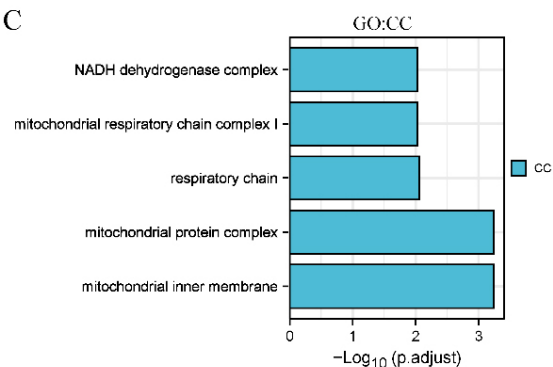 C
GO:CC
NADH dehydrogenase complex
mitochondrial respiratory chain complex I
respiratory chain
CC
mitochondrial protein complex
mitochondrial inner membrane
0 1 2 3
−Log10 (p.adjust)